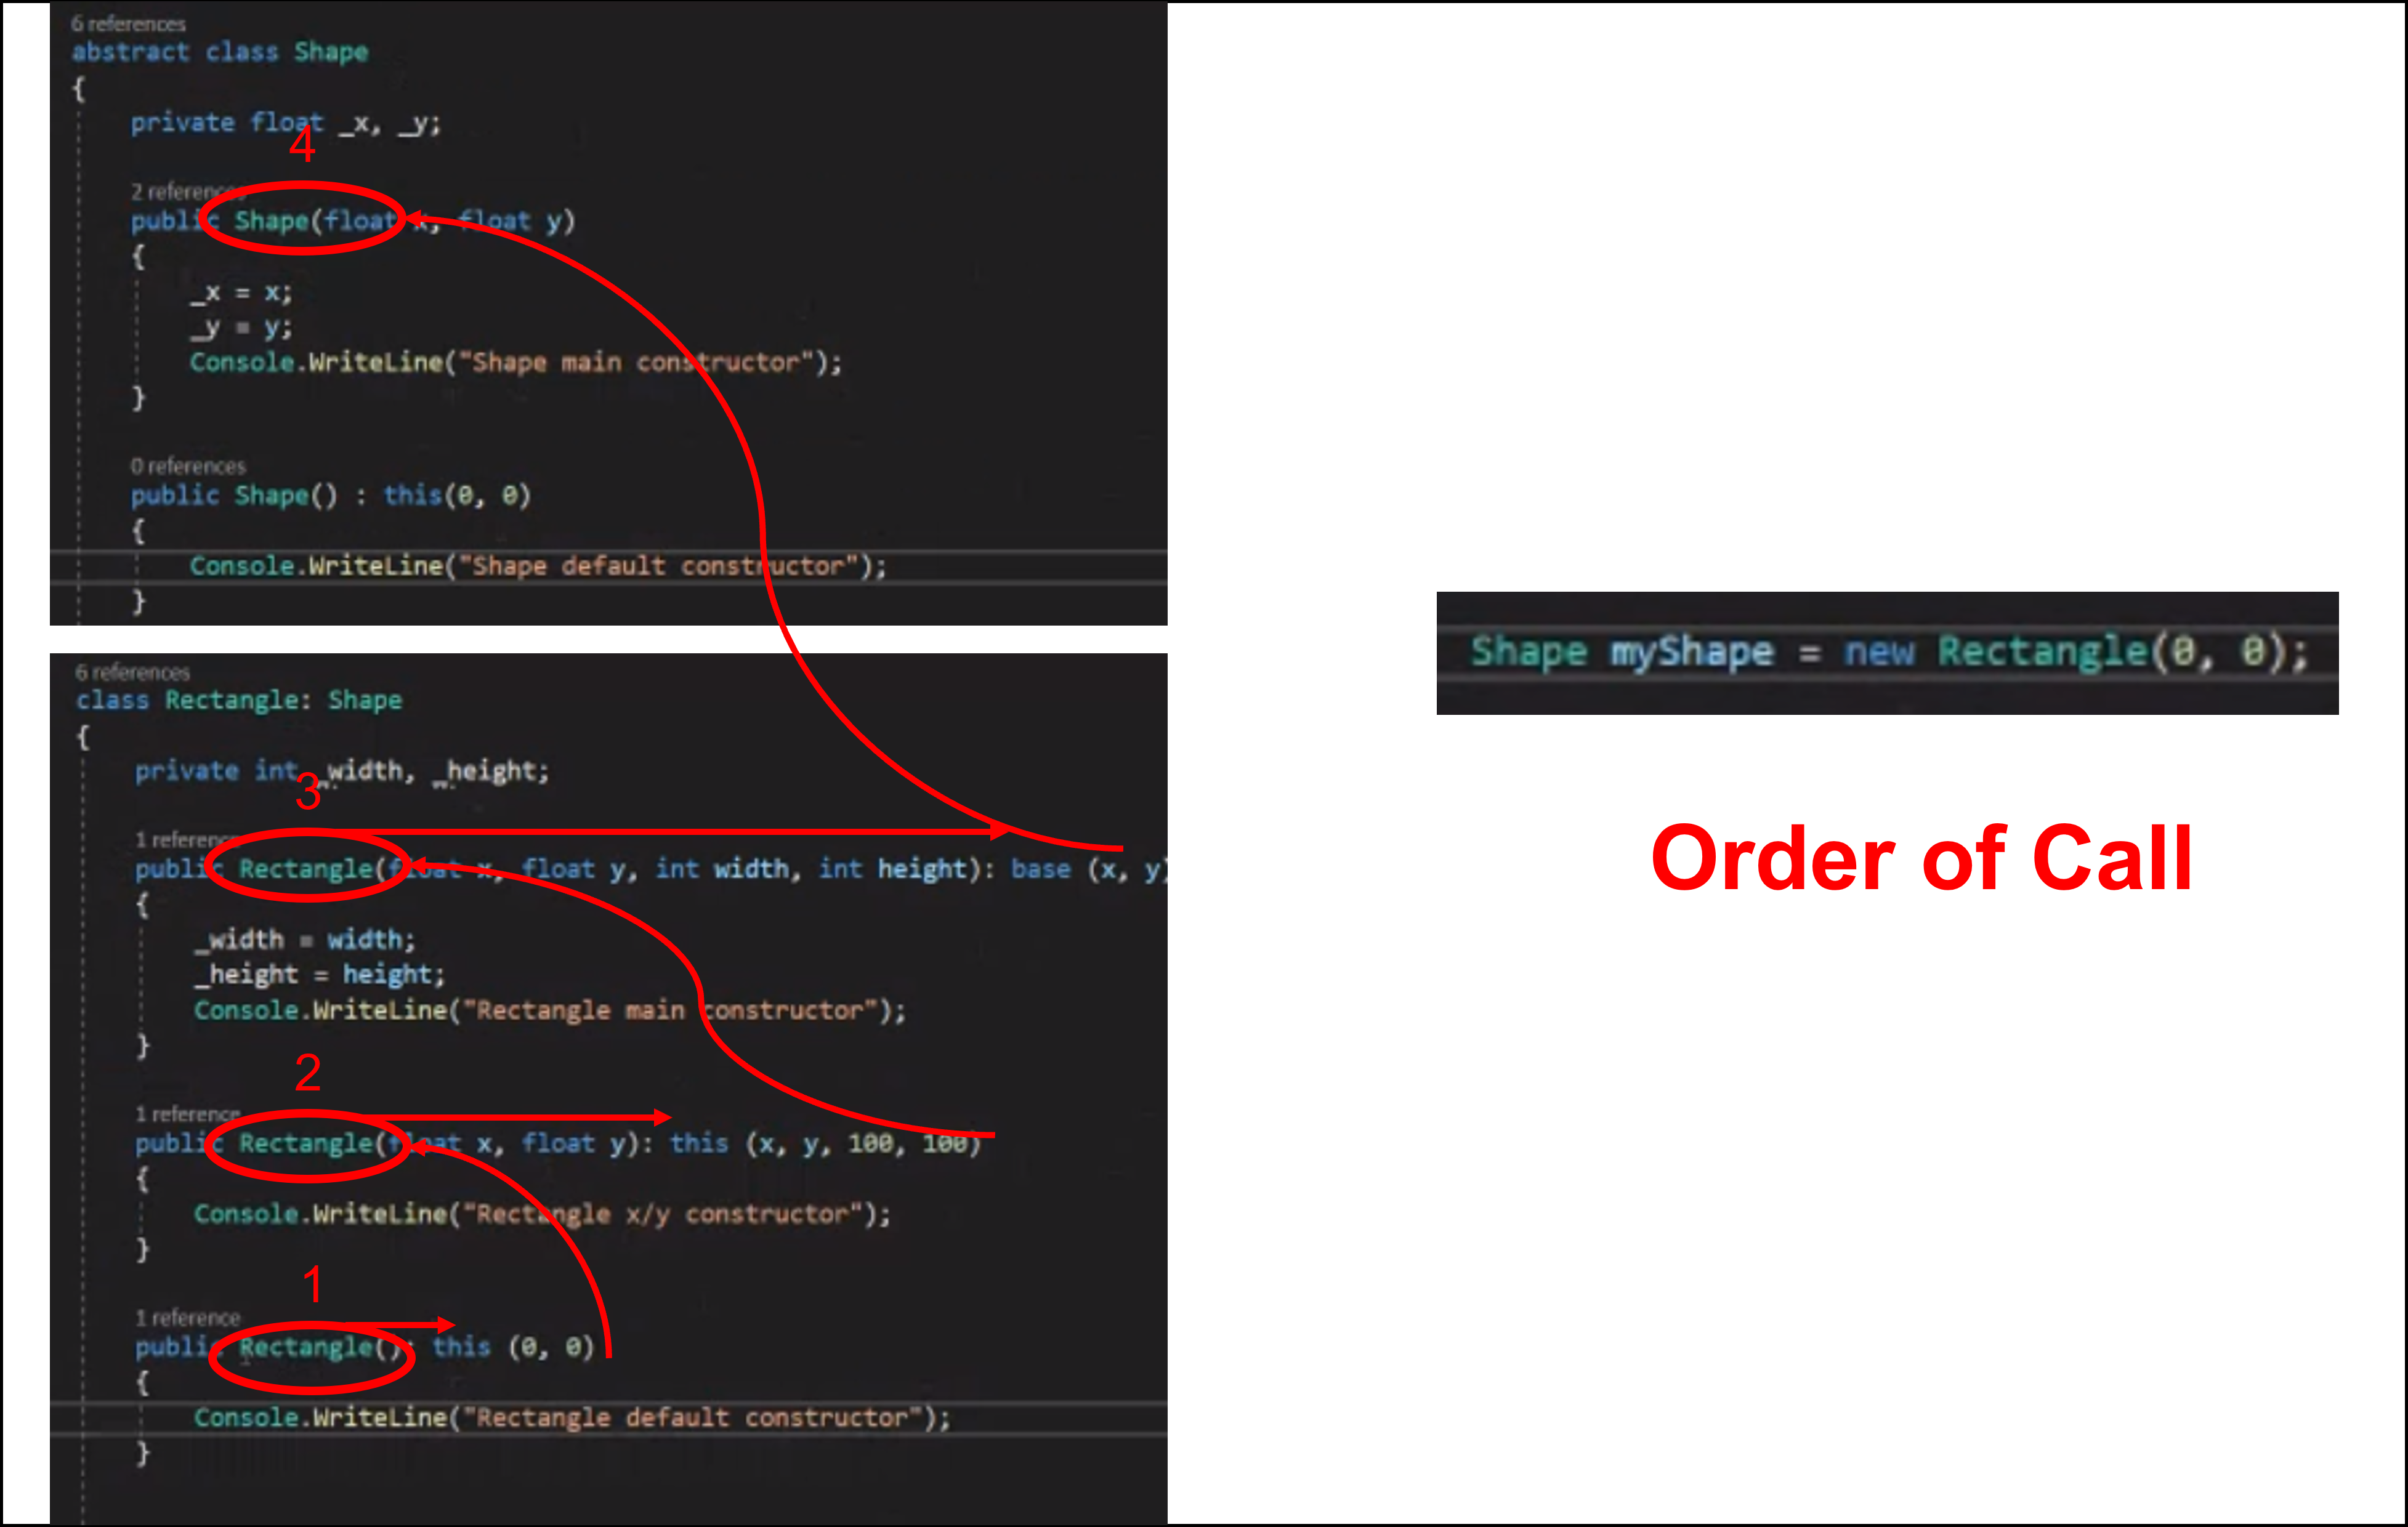 6 references
abstract class Shape
{
private float _x, _y;
4
2 references
public Shape(float x, float y)
{
_x = x;
_y = y;
Console.WriteLine("Shape main constructor");
}
0 references
public Shape() : this(0, 0)
{
Console.WriteLine("Shape default constructor");
}
6 references
class Rectangle: Shape
{
private int _width, _height;
3
1 reference
public Rectangle(float x, float y, int width, int height): base (x, y)
{
_width = width;
_height = height;
Console.WriteLine("Rectangle main constructor");
}
2
1 reference
public Rectangle(float x, float y): this (x, y, 100, 100)
{
Console.WriteLine("Rectangle x/y constructor");
}
1
1 reference
public Rectangle(): this (0, 0)
{
Console.WriteLine("Rectangle default constructor");
}
Shape myShape = new Rectangle(0, 0);
Order of Call